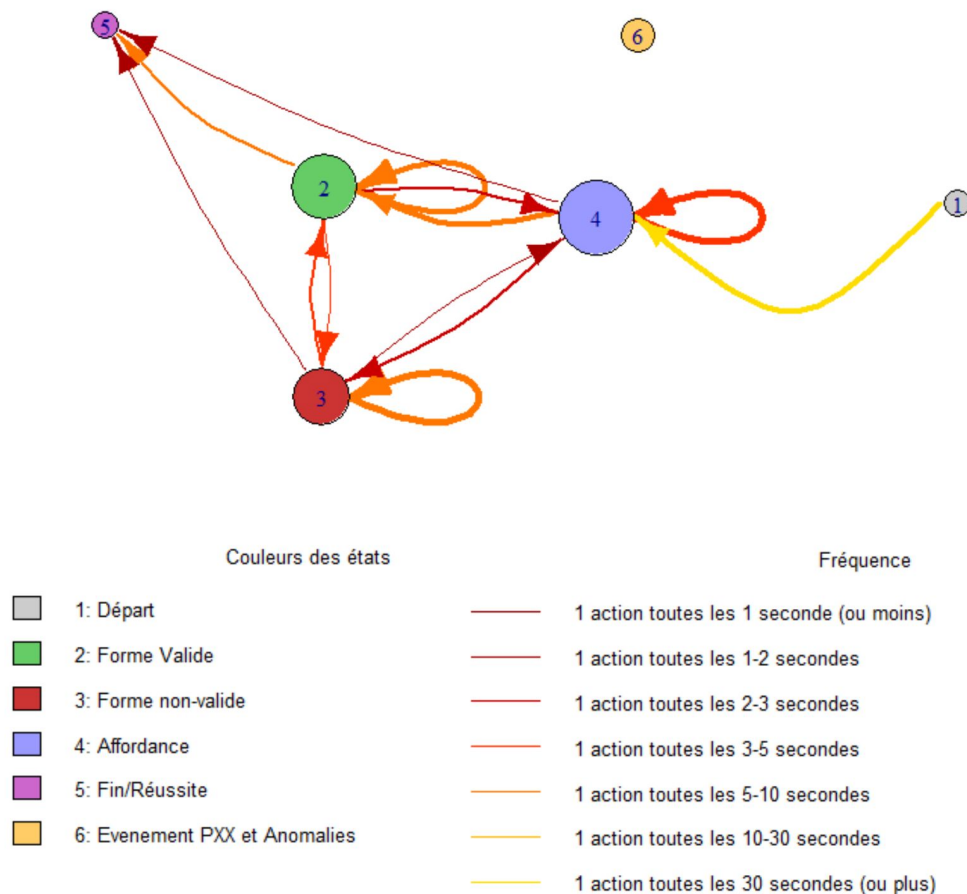 5
6
2
4
1
3
Couleurs des états
Fréquence
1: Départ
1 action toutes les 1 seconde (ou moins)
2: Forme Valide
1 action toutes les 1-2 secondes
3: Forme non-valide
1 action toutes les 2-3 secondes
4: Affordance
1 action toutes les 3-5 secondes
5: Fin/Réussite
1 action toutes les 5-10 secondes
6: Evenement PXX et Anomalies
1 action toutes les 10-30 secondes
1 action toutes les 30 secondes (ou plus)